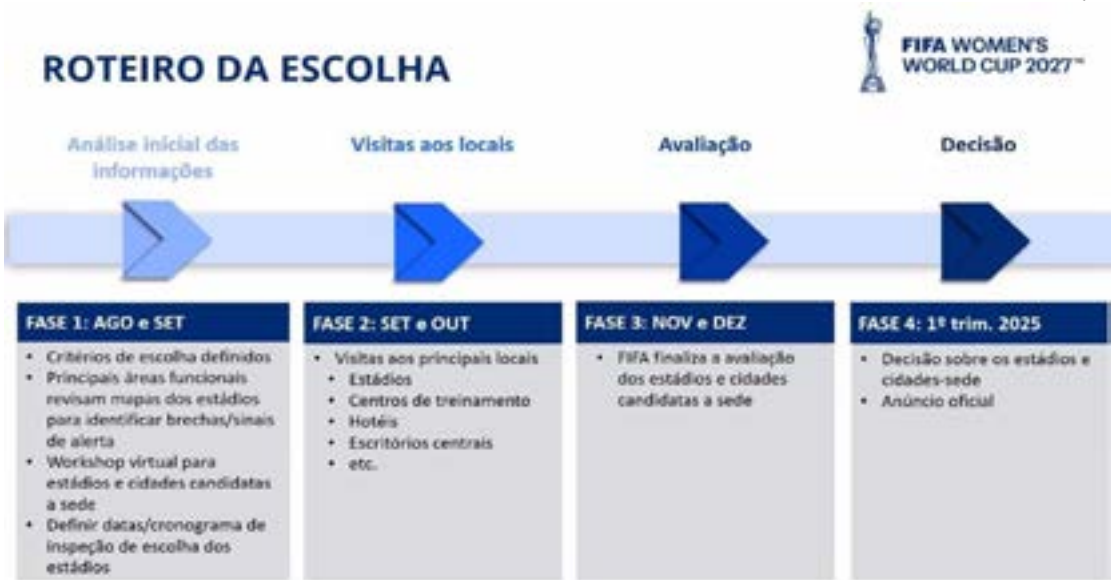 ROTEIRO DA ESCOLHA
FIFA WOMEN'S
WORLD CUP 2027™
Análise inicial das
informações
Visitas aos locais
Avaliação
Decisão
FASE 1: AGO e SET
• Critérios de escolha definidos
• Principais áreas funcionais
revisam mapas dos estádios
para identificar brechas/sinais
de alerta
• Workshop virtual para
estádios e cidades candidatas
a sede
• Definir datas/cronograma de
inspeção de escolha dos
estádios
FASE 2: SET e OUT
• Visitas aos principais locais
• Estádios
• Centros de treinamento
• Hotéis
• Escritórios centrais
• etc.
FASE 3: NOV e DEZ
• FIFA finaliza a avaliação
dos estádios e cidades
candidatas a sede
FASE 4: 1º trim. 2025
• Decisão sobre os estádios e
cidades-sede
• Anúncio oficial